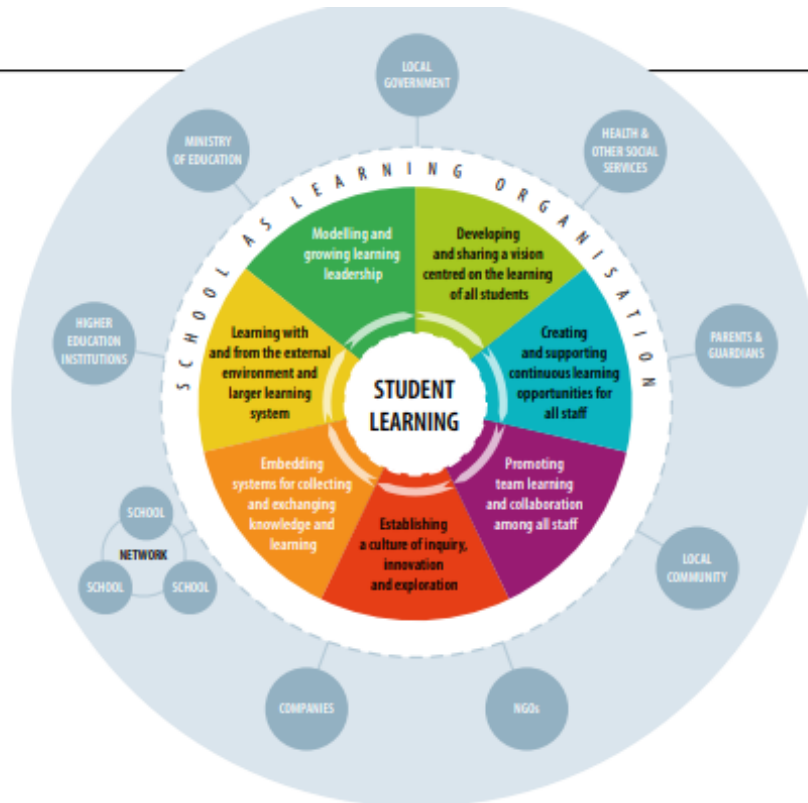 LOCAL
GOVERNMENT
MINISTRY
OF EDUCATION
HEALTH &
OTHER SOCIAL
SERVICES
SCHOOL AS LEARNING ORGANISATION
Modelling and
growing learning
leadership
Developing
and sharing a vision
centred on the learning
of all students
HIGHER
EDUCATION
INSTITUTIONS
Learning with
and from the external
environment and
larger learning
system
Creating
and supporting
continuous learning
opportunities for
all staff
PARENTS &
GUARDIANS
STUDENT
LEARNING
Embedding
systems for collecting
and exchanging
knowledge and
learning
Promoting
team learning
and collaboration
among all staff
Establishing
a culture of inquiry,
innovation
and exploration
SCHOOL
NETWORK
SCHOOL
SCHOOL
LOCAL
COMMUNITY
COMPANIES
NGOs